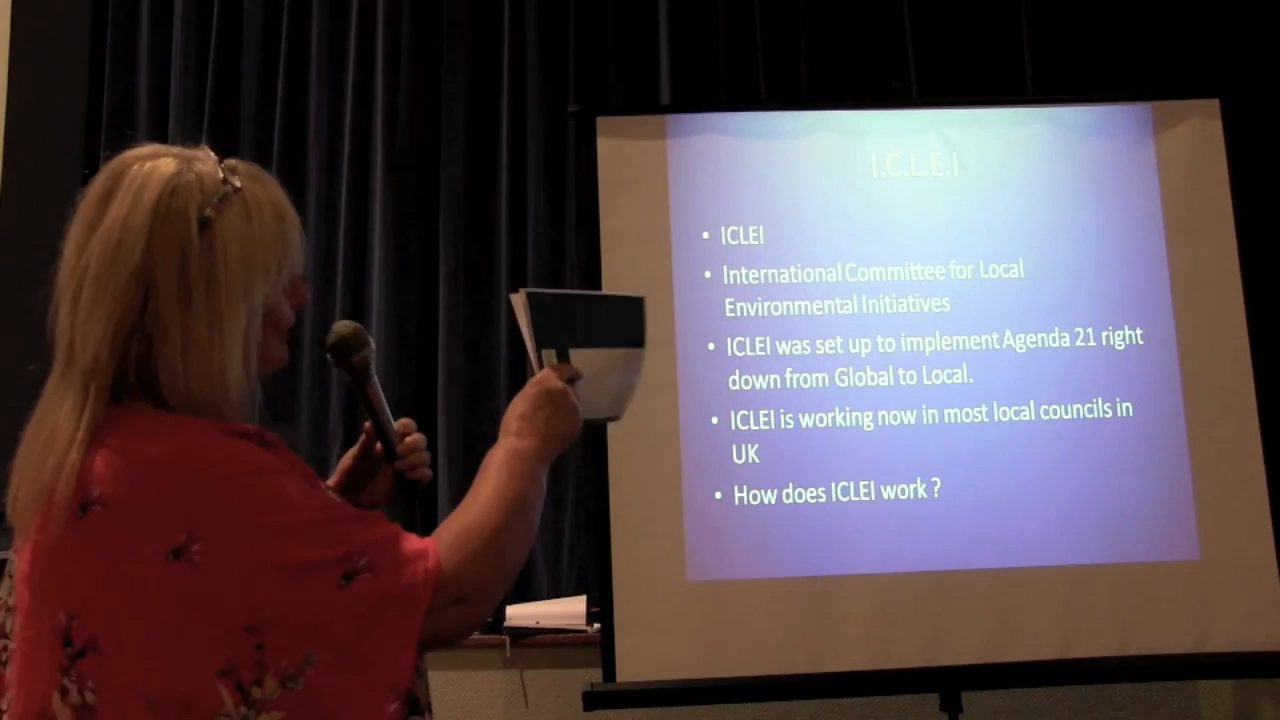 I.C.L.E.I
• ICLEI
• International Committee for Local
Environmental Initiatives
• ICLEI was set up to implement Agenda 21 right
down from Global to Local.
• ICLEI is working now in most local councils in
UK
• How does ICLEI work ?